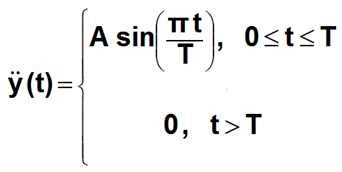 ÿ(t)= { A sin(πt/T), 0≤t≤T
0, t>T